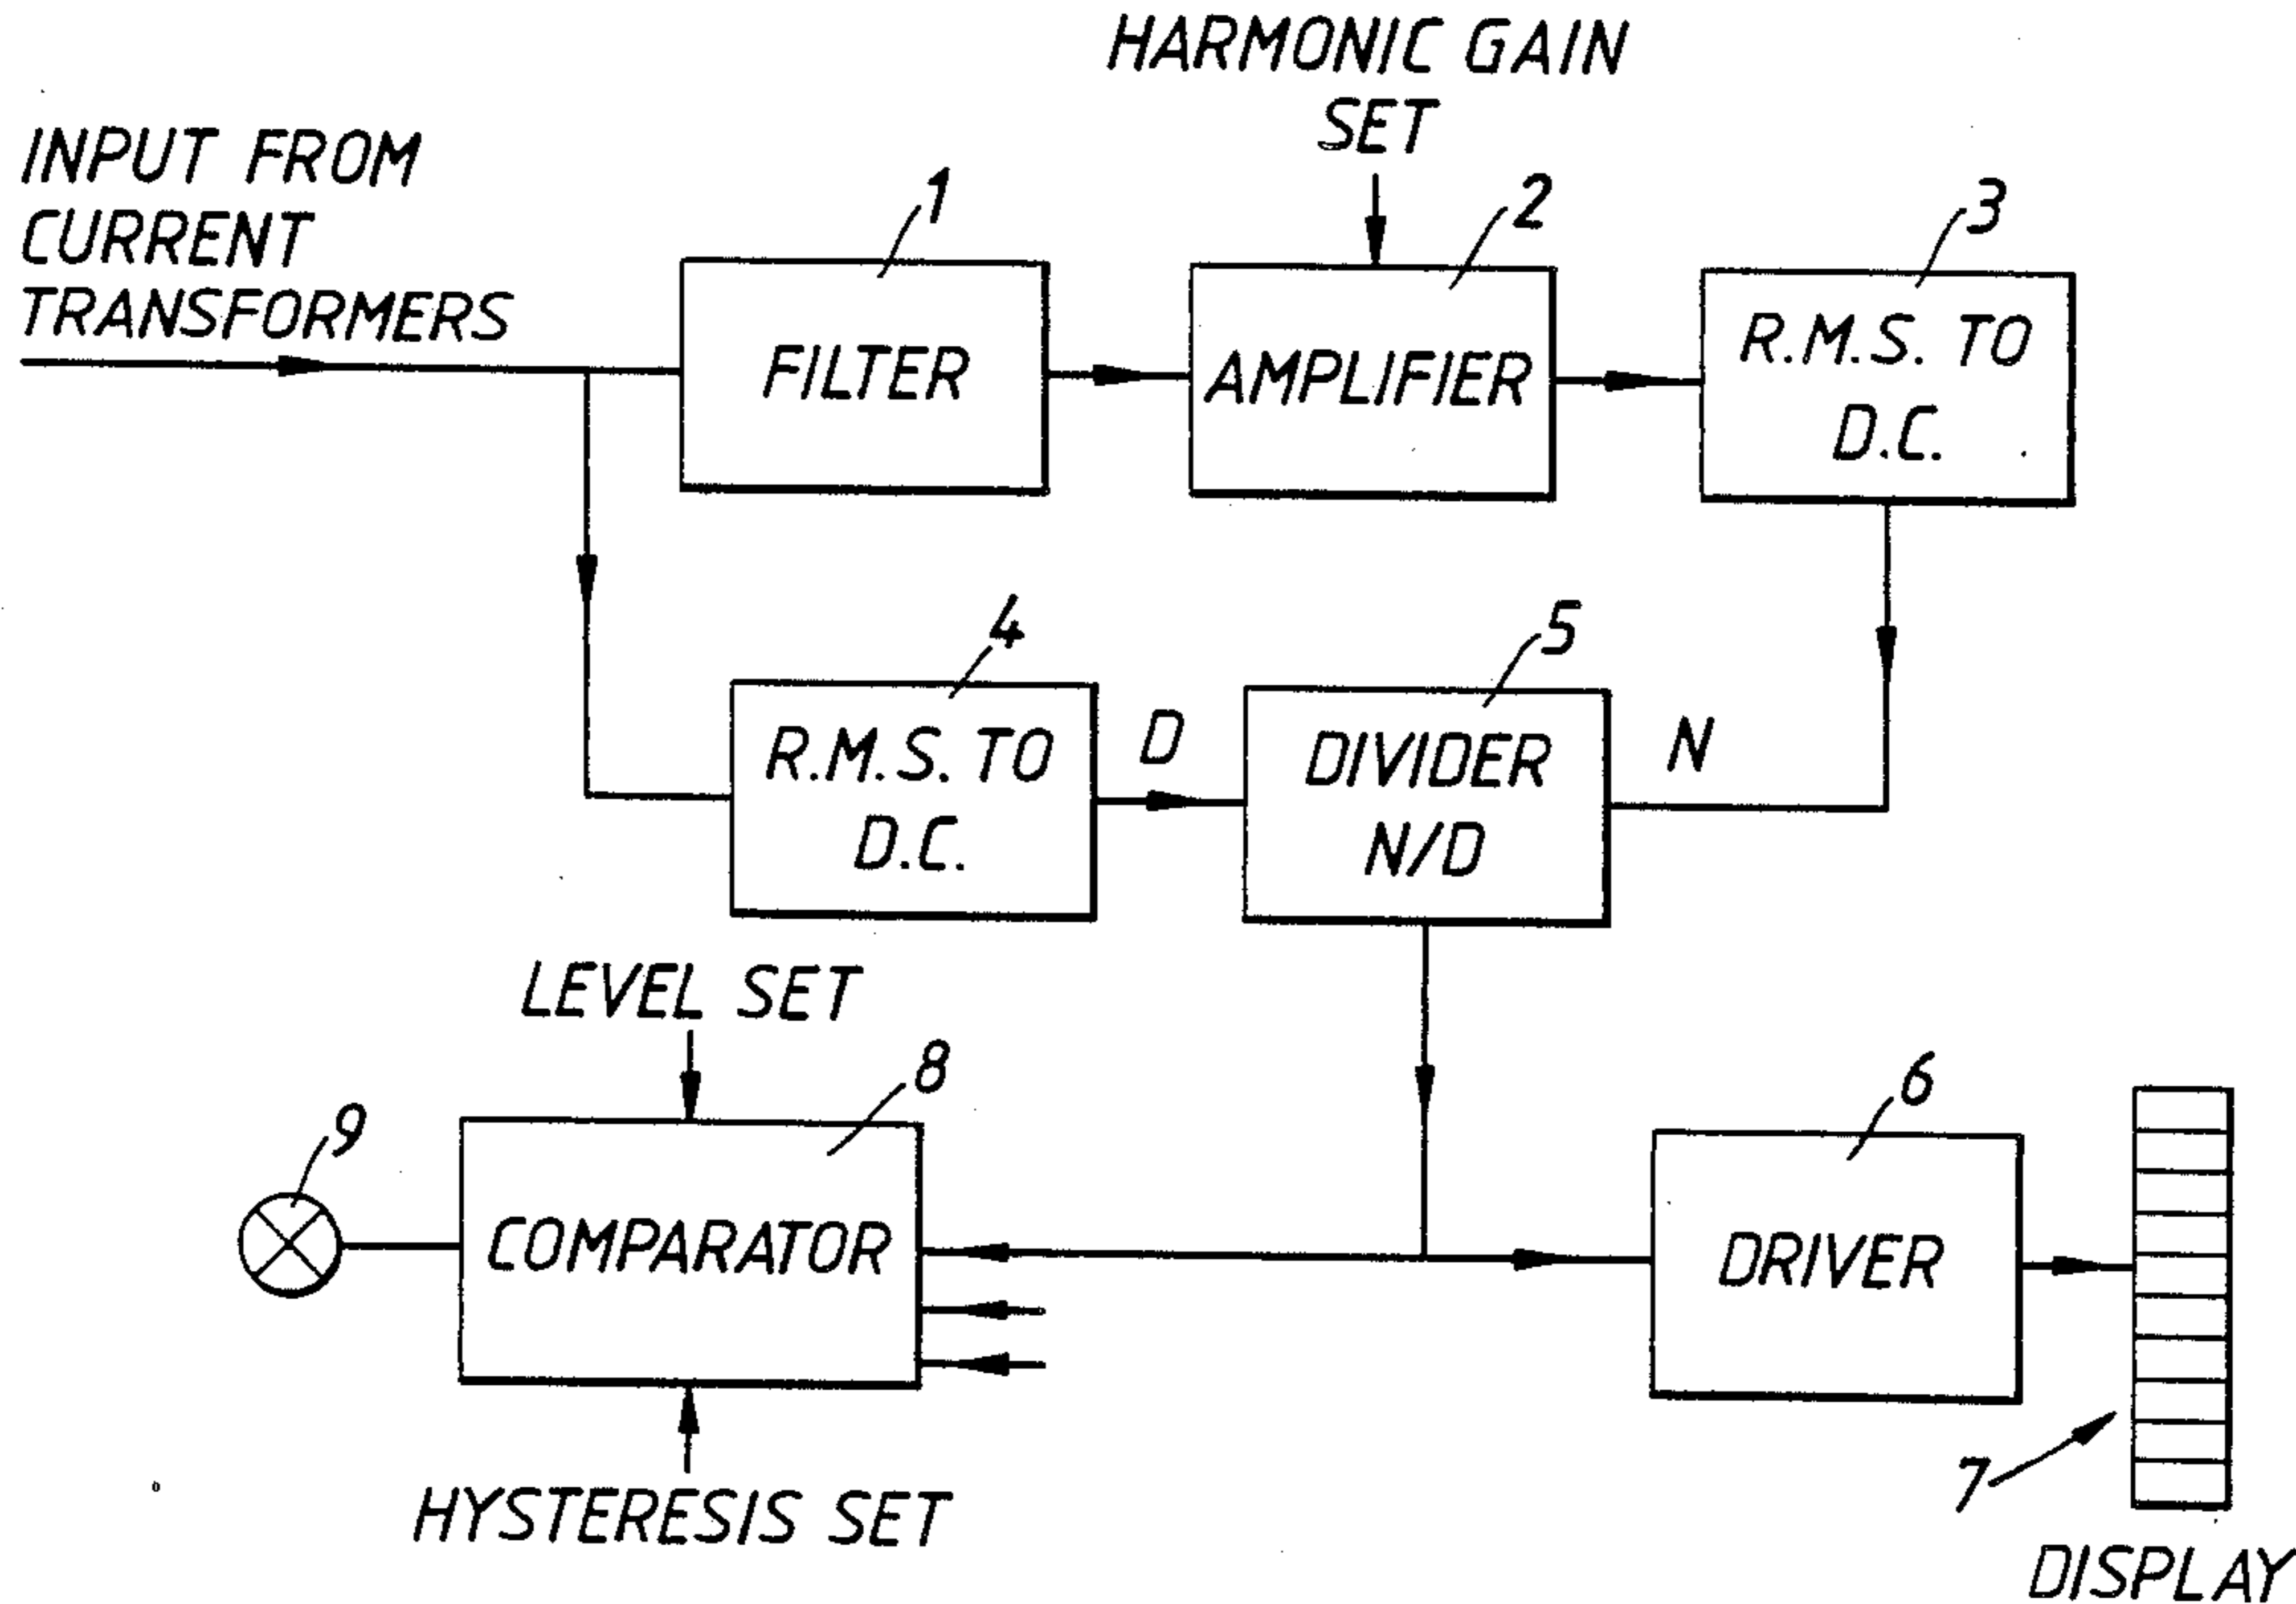 HARMONIC GAIN
SET
INPUT FROM
CURRENT
TRANSFORMERS
1
2
3
FILTER
AMPLIFIER
R.M.S. TO
D.C.
4
5
R.M.S. TO
D.C.
D
DIVIDER
N/D
N
LEVEL SET
8
6
9
COMPARATOR
DRIVER
7
HYSTERESIS SET
DISPLAY